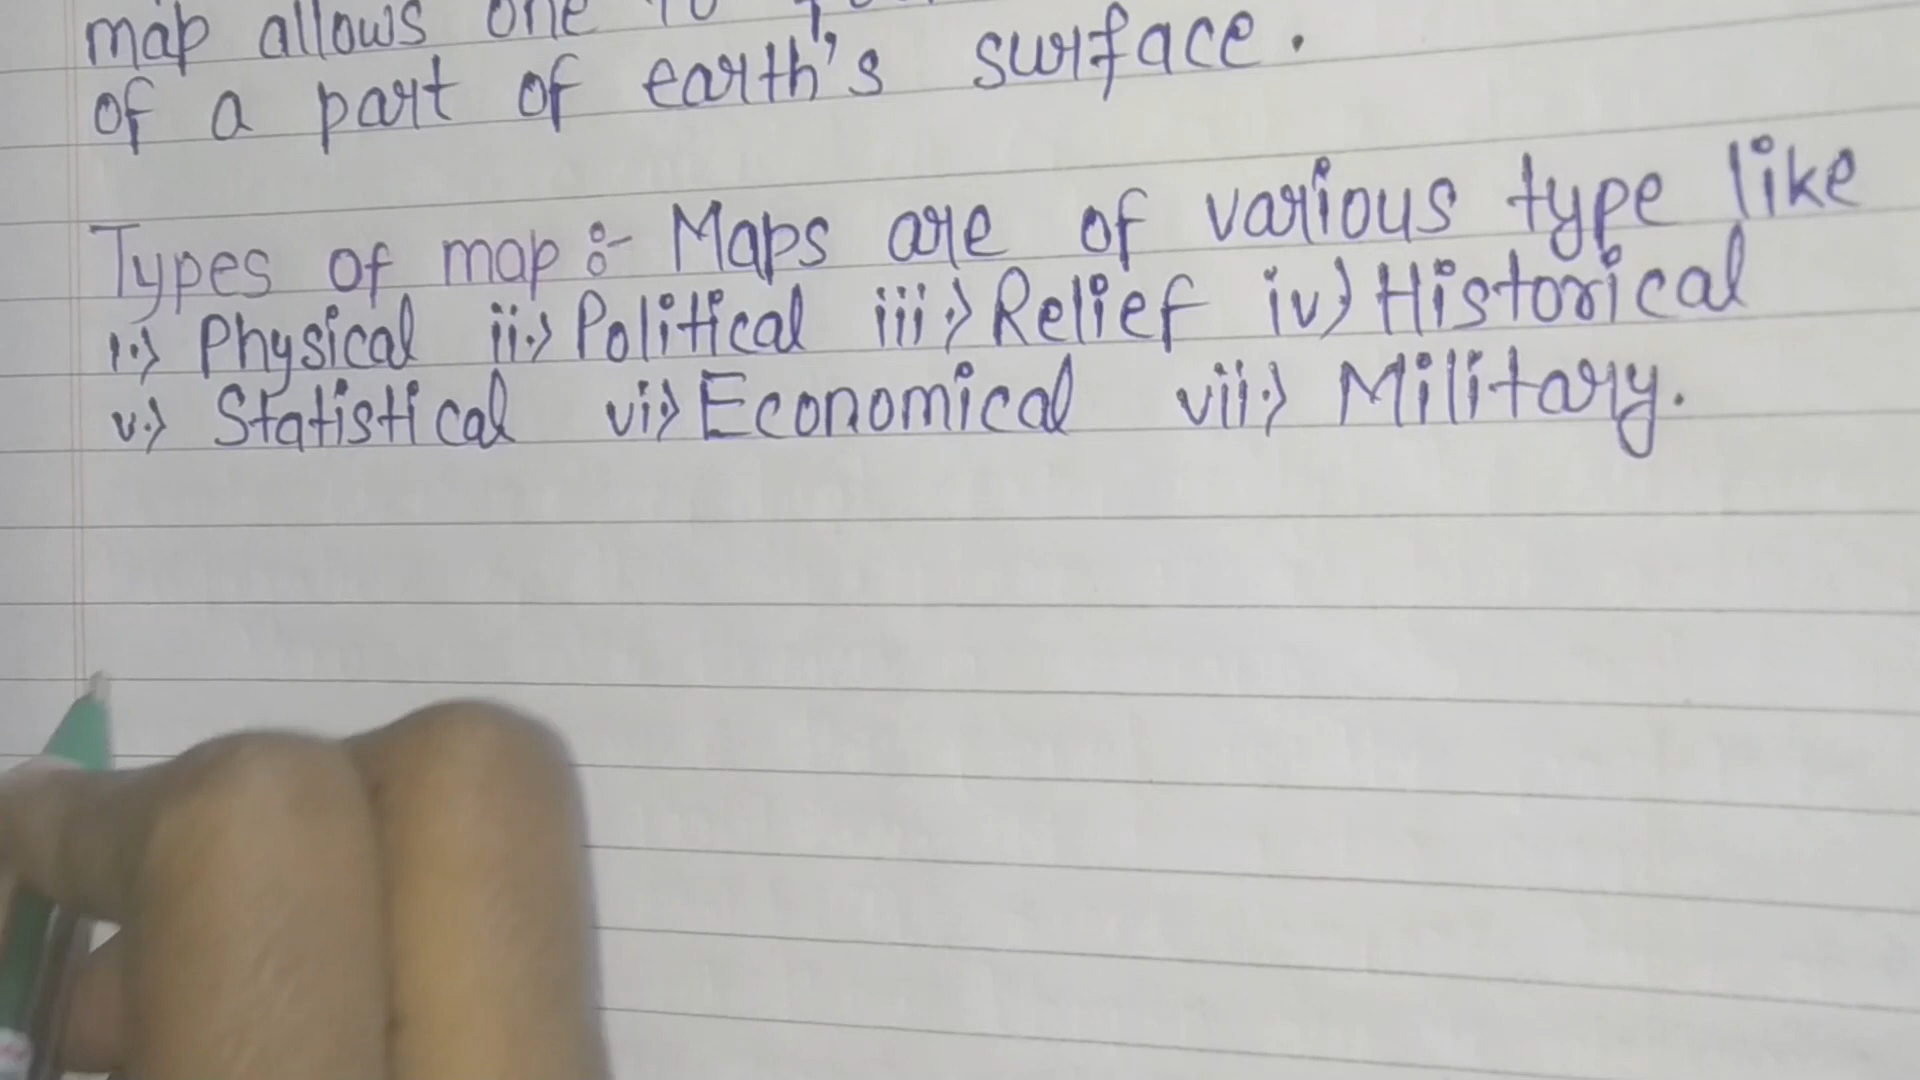 map allows one to
of a part of earth's surface.
Types of map :- Maps are of various type like
i.) Physical ii.) Political iii.) Relief iv) Historical
v.) Statistical vi) Economical vii.) Military.